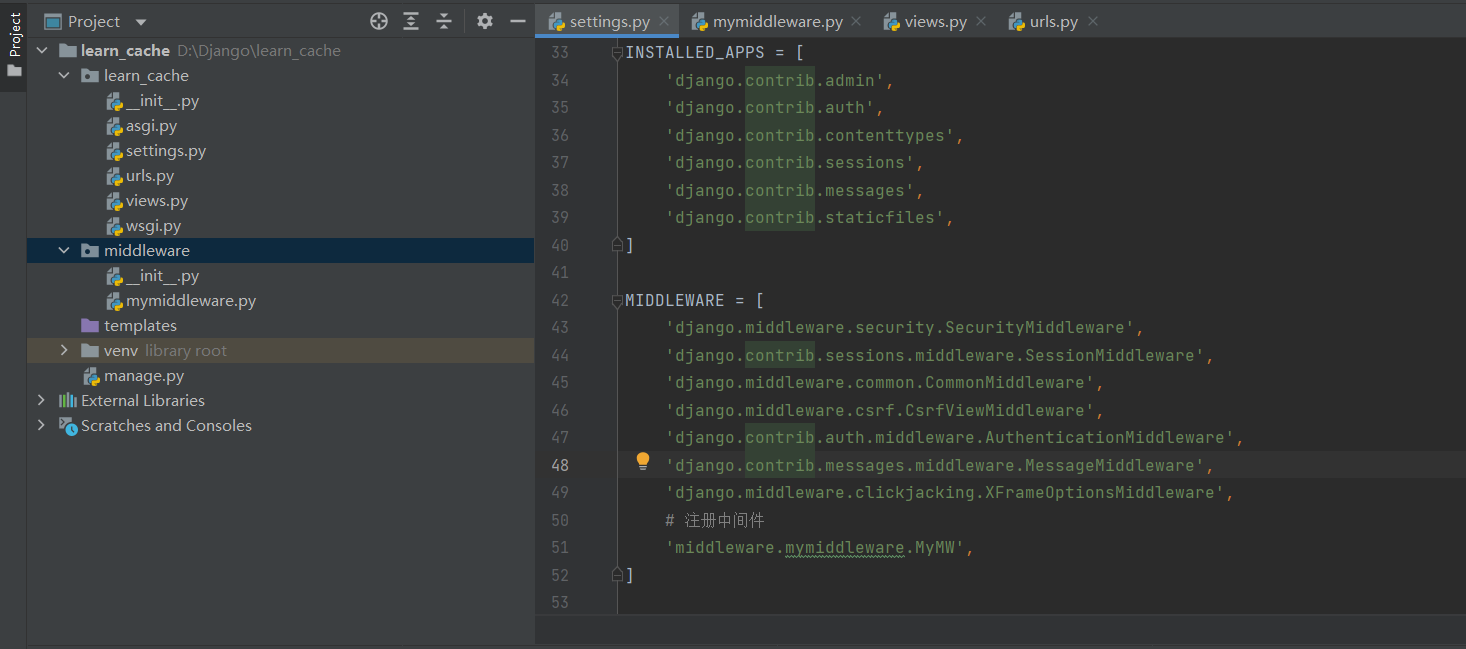 Project
Project
settings.py
mymiddleware.py
views.py
urls.py
learn_cache D:\Django\learn_cache
learn_cache
__init__.py
asgi.py
settings.py
urls.py
views.py
wsgi.py
middleware
__init__.py
mymiddleware.py
templates
venv library root
manage.py
External Libraries
Scratches and Consoles
33 INSTALLED_APPS = [
34 'django.contrib.admin',
35 'django.contrib.auth',
36 'django.contrib.contenttypes',
37 'django.contrib.sessions',
38 'django.contrib.messages',
39 'django.contrib.staticfiles',
40 ]
41
42 MIDDLEWARE = [
43 'django.middleware.security.SecurityMiddleware',
44 'django.contrib.sessions.middleware.SessionMiddleware',
45 'django.middleware.common.CommonMiddleware',
46 'django.middleware.csrf.CsrfViewMiddleware',
47 'django.contrib.auth.middleware.AuthenticationMiddleware',
48 'django.contrib.messages.middleware.MessageMiddleware',
49 'django.middleware.clickjacking.XFrameOptionsMiddleware',
50 # 注册中间件
51 'middleware.mymiddleware.MyMW',
52 ]
53